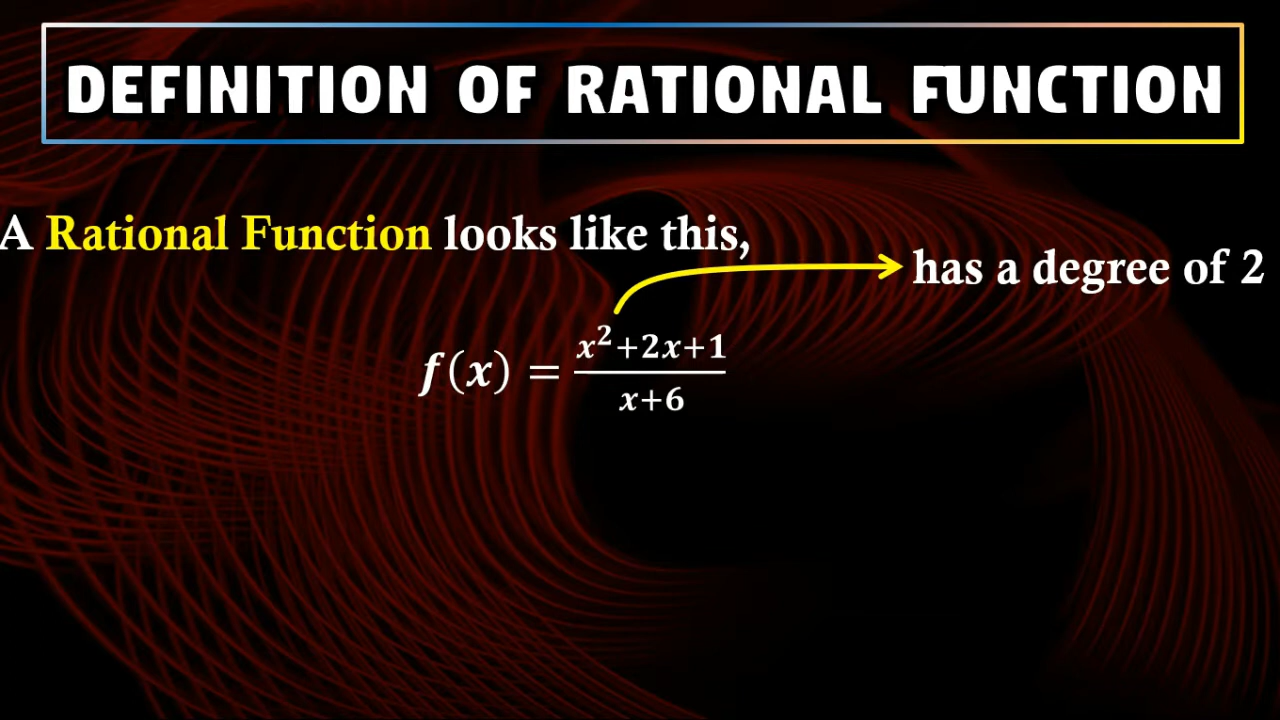 DEFINITION OF RATIONAL FUNCTION
A Rational Function looks like this,
has a degree of 2
f(x) = x²+2x+1
x+6